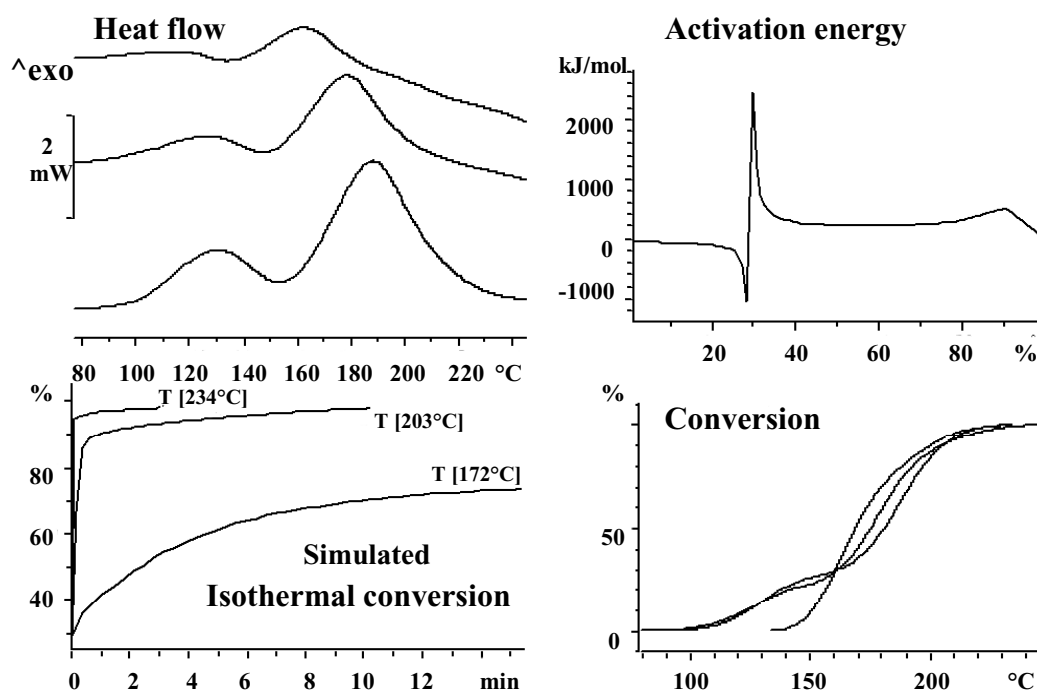 Heat flow
^exo
2
mW
80 100 120 140 160 180 200 220 °C
Activation energy
kJ/mol
2000
1000
0
-1000
20 40 60 80 %
%
80
60
40
T [234°C]
T [203°C]
T [172°C]
Simulated
Isothermal conversion
0 2 4 6 8 10 12 min
%
Conversion
50
0
100 150 200 °C